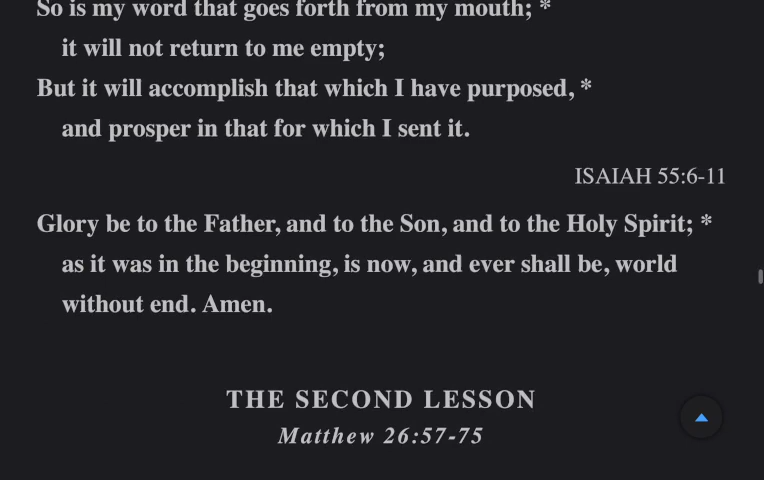 So is my word that goes forth from my mouth; *
it will not return to me empty;
But it will accomplish that which I have purposed, *
and prosper in that for which I sent it.
ISAIAH 55:6-11
Glory be to the Father, and to the Son, and to the Holy Spirit; *
as it was in the beginning, is now, and ever shall be, world
without end. Amen.
THE SECOND LESSON
Matthew 26:57-75